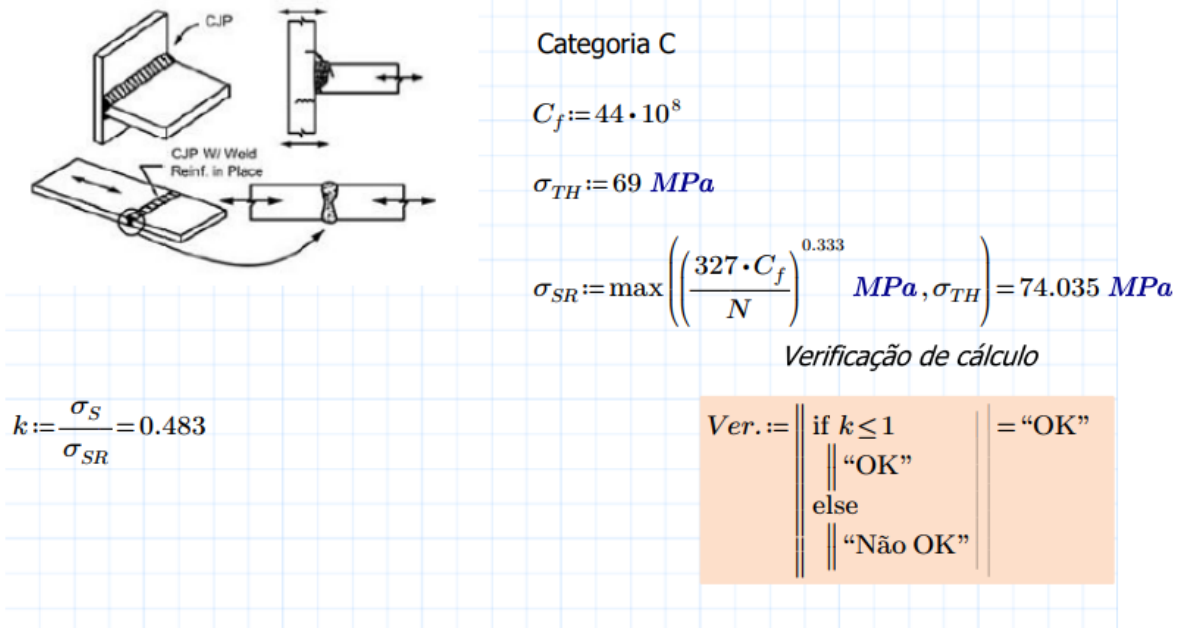 CJP
CJP W/ Weld
Reinf. in Place
Categoria C
C_f := 44 · 10^8
σ_TH := 69 MPa
σ_SR := max(((327 · C_f)/N)^0.333 MPa, σ_TH) = 74.035 MPa
Verificação de cálculo
k := σ_S/σ_SR = 0.483
Ver. := ‖ if k ≤ 1 | = “OK”
‖ “OK”
else
‖ “Não OK”